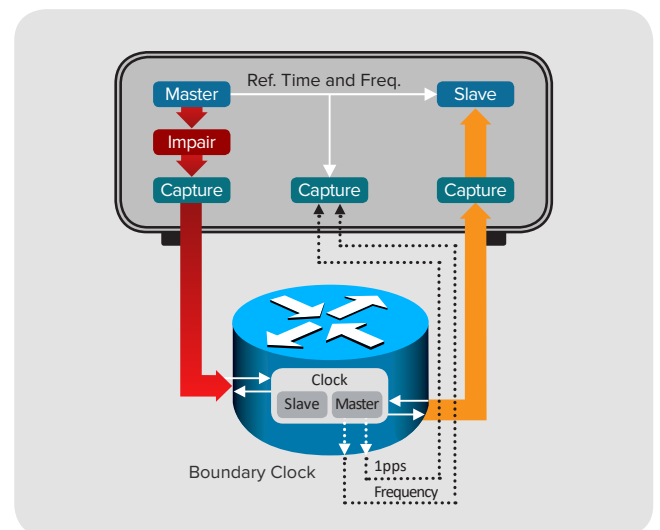 Ref. Time and Freq.
Master
Slave
Impair
Capture
Capture
Capture
Clock
Slave
Master
Boundary Clock
1pps
Frequency